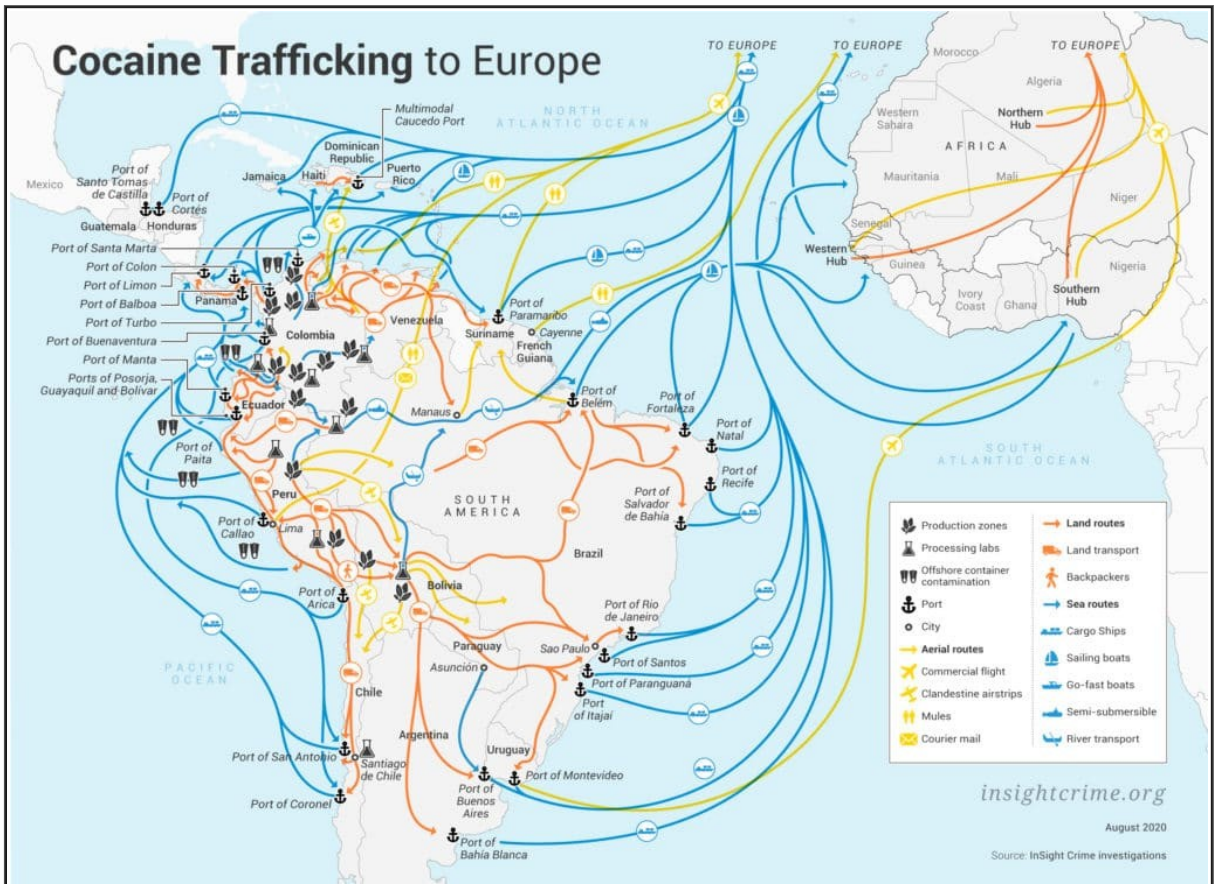 Cocaine Trafficking to Europe
TO EUROPE
TO EUROPE
TO EUROPE
Multimodal
Caucedo Port
NORTH
ATLANTIC OCEAN
Morocco
Algeria
Western
Sahara
Northern
Hub
AFRICA
Mauritania
Mali
Niger
Senegal
Western
Hub
Guinea
Ivory
Coast
Ghana
Nigeria
Southern
Hub
Mexico
Port of
Santo Tomas
de Castilla
Port of
Cortés
Guatemala
Honduras
Jamaica
Haiti
Dominican
Republic
Puerto
Rico
Port of Santa Marta
Port of Colon
Port of Limon
Port of Balboa
Port of Turbo
Port of Buenaventura
Port of Manta
Ports of Posorja,
Guayaquil and Bolívar
Panama
Colombia
Venezuela
Suriname
Port of
Paramaribo
Cayenne
French
Guiana
Ecuador
Manaus
Port of
Belém
Port of
Fortaleza
Port of
Natal
Port of
Recife
Port of
Salvador
de Bahía
Port of
Paita
Peru
Port of
Callao
Lima
SOUTH
AMERICA
Brazil
Bolivia
Port of
Arica
PACIFIC
OCEAN
SOUTH
ATLANTIC OCEAN
Paraguay
Asunción
Sao Paulo
Port of Rio
de Janeiro
Port of Santos
Port of Paranguaná
Port
of Itajaí
Chile
Argentina
Uruguay
Port of San Antonio
Santiago
de Chile
Port of Coronel
Port of
Buenos
Aires
Port of Montevideo
Port of
Bahía Blanca
Production zones
Processing labs
Offshore container
contamination
Port
City
Aerial routes
Commercial flight
Clandestine airstrips
Mules
Courier mail
Land routes
Land transport
Backpackers
Sea routes
Cargo Ships
Sailing boats
Go-fast boats
Semi-submersible
River transport
insightcrime.org
August 2020
Source: InSight Crime investigations